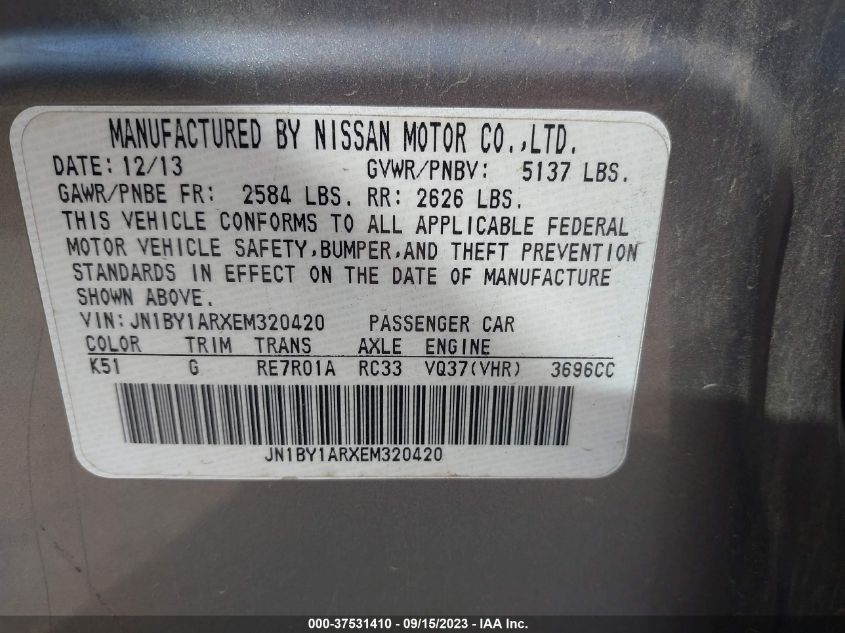 MANUFACTURED BY NISSAN MOTOR CO.,LTD.
DATE: 12/13 GVWR/PNBV: 5137 LBS.
GAWR/PNBE FR: 2584 LBS. RR: 2626 LBS.
THIS VEHICLE CONFORMS TO ALL APPLICABLE FEDERAL
MOTOR VEHICLE SAFETY,BUMPER,AND THEFT PREVENTION
STANDARDS IN EFFECT ON THE DATE OF MANUFACTURE
SHOWN ABOVE.
VIN:JN1BY1ARXEM320420 PASSENGER CAR
COLOR TRIM TRANS AXLE ENGINE
K51 G RE7R01A RC33 VQ37(VHR) 3696CC
JN1BY1ARXEM320420
000-37531410 - 09/15/2023 - IAA Inc.